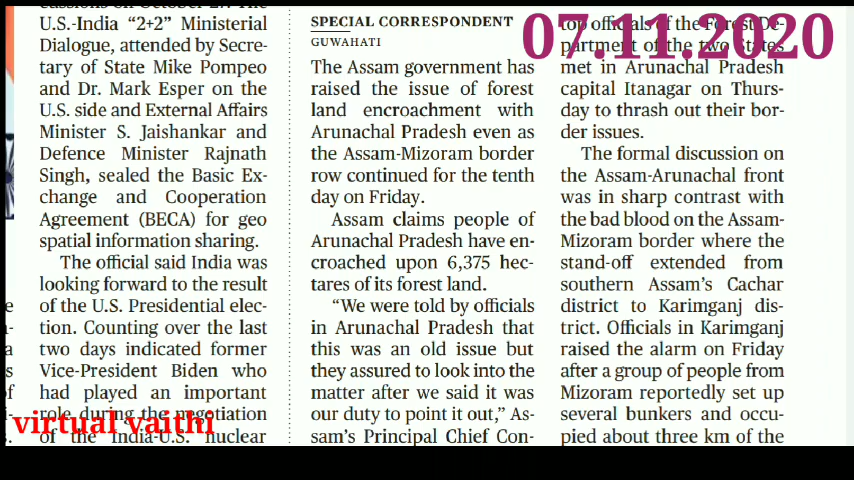 cussions on October 27. The
U.S.-India “2+2” Ministerial
Dialogue, attended by Secre-
tary of State Mike Pompeo
and Dr. Mark Esper on the
U.S. side and External Affairs
Minister S. Jaishankar and
Defence Minister Rajnath
Singh, sealed the Basic Ex-
change and Cooperation
Agreement (BECA) for geo
spatial information sharing.
The official said India was
looking forward to the result
of the U.S. Presidential elec-
tion. Counting over the last
two days indicated former
Vice-President Biden who
had played an important
role during the negotiation
of the India-U.S. nuclear
virtual vaithi
SPECIAL CORRESPONDENT
GUWAHATI
The Assam government has
raised the issue of forest
land encroachment with
Arunachal Pradesh even as
the Assam-Mizoram border
row continued for the tenth
day on Friday.
Assam claims people of
Arunachal Pradesh have en-
croached upon 6,375 hec-
tares of its forest land.
“We were told by officials
in Arunachal Pradesh that
this was an old issue but
they assured to look into the
matter after we said it was
our duty to point it out,” As-
sam’s Principal Chief Con-
07.11.2020
top officials of the Forest De-
partment of the two States
met in Arunachal Pradesh
capital Itanagar on Thurs-
day to thrash out their bor-
der issues.
The formal discussion on
the Assam-Arunachal front
was in sharp contrast with
the bad blood on the Assam-
Mizoram border where the
stand-off extended from
southern Assam’s Cachar
district to Karimganj dis-
trict. Officials in Karimganj
raised the alarm on Friday
after a group of people from
Mizoram reportedly set up
several bunkers and occu-
pied about three km of the